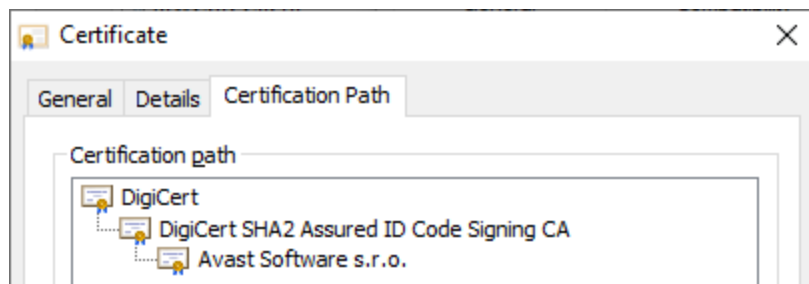 Certificate
General Details Certification Path
Certification path
DigiCert
DigiCert SHA2 Assured ID Code Signing CA
Avast Software s.r.o.